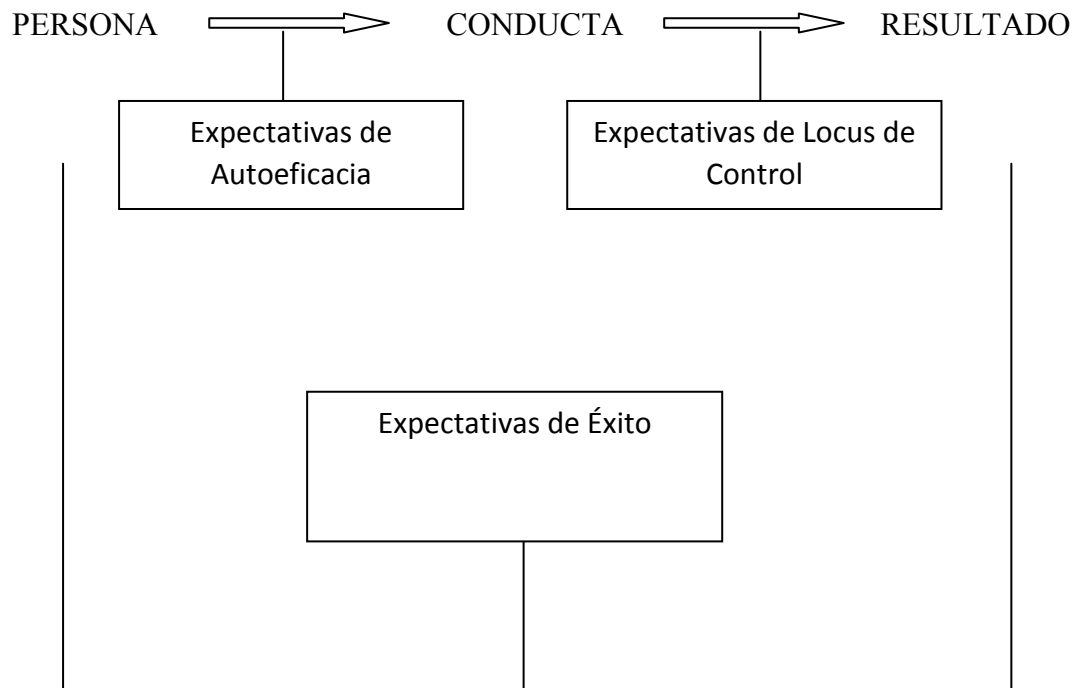 PERSONA CONDUCTA RESULTADO
Expectativas de
Autoeficacia
Expectativas de Locus de
Control
Expectativas de Éxito